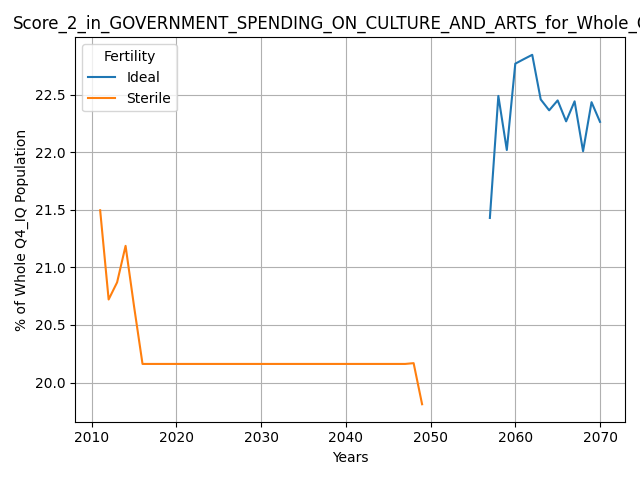 Score_2_in_GOVERNMENT_SPENDING_ON_CULTURE_AND_ARTS_for_Whole_
Fertility
Ideal
Sterile
22.5
22.0
21.5
21.0
20.5
20.0
% of Whole Q4_IQ Population
2010 2020 2030 2040 2050 2060 2070
Years